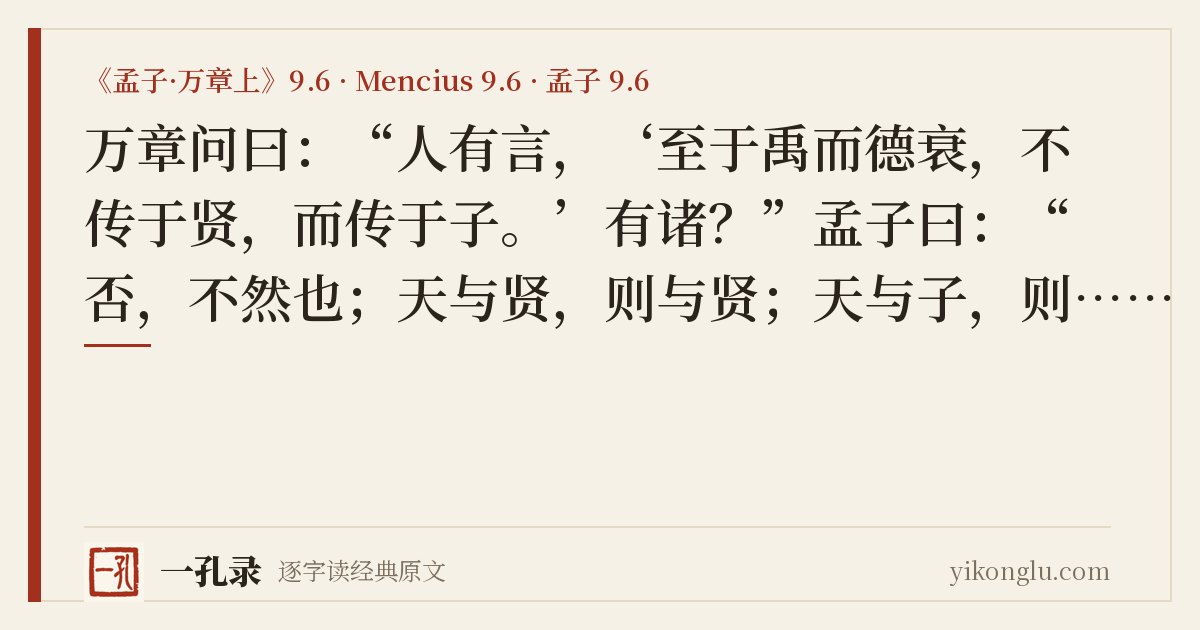 《孟子·万章上》9.6 · Mencius 9.6 · 孟子 9.6
万章问曰：“人有言，‘至于禹而德衰，不
传于贤，而传于子。’有诸？”孟子曰：“
否，不然也；天与贤，则与贤；天与子，则……
一孔
一孔录 逐字读经典原文
yikonglu.com